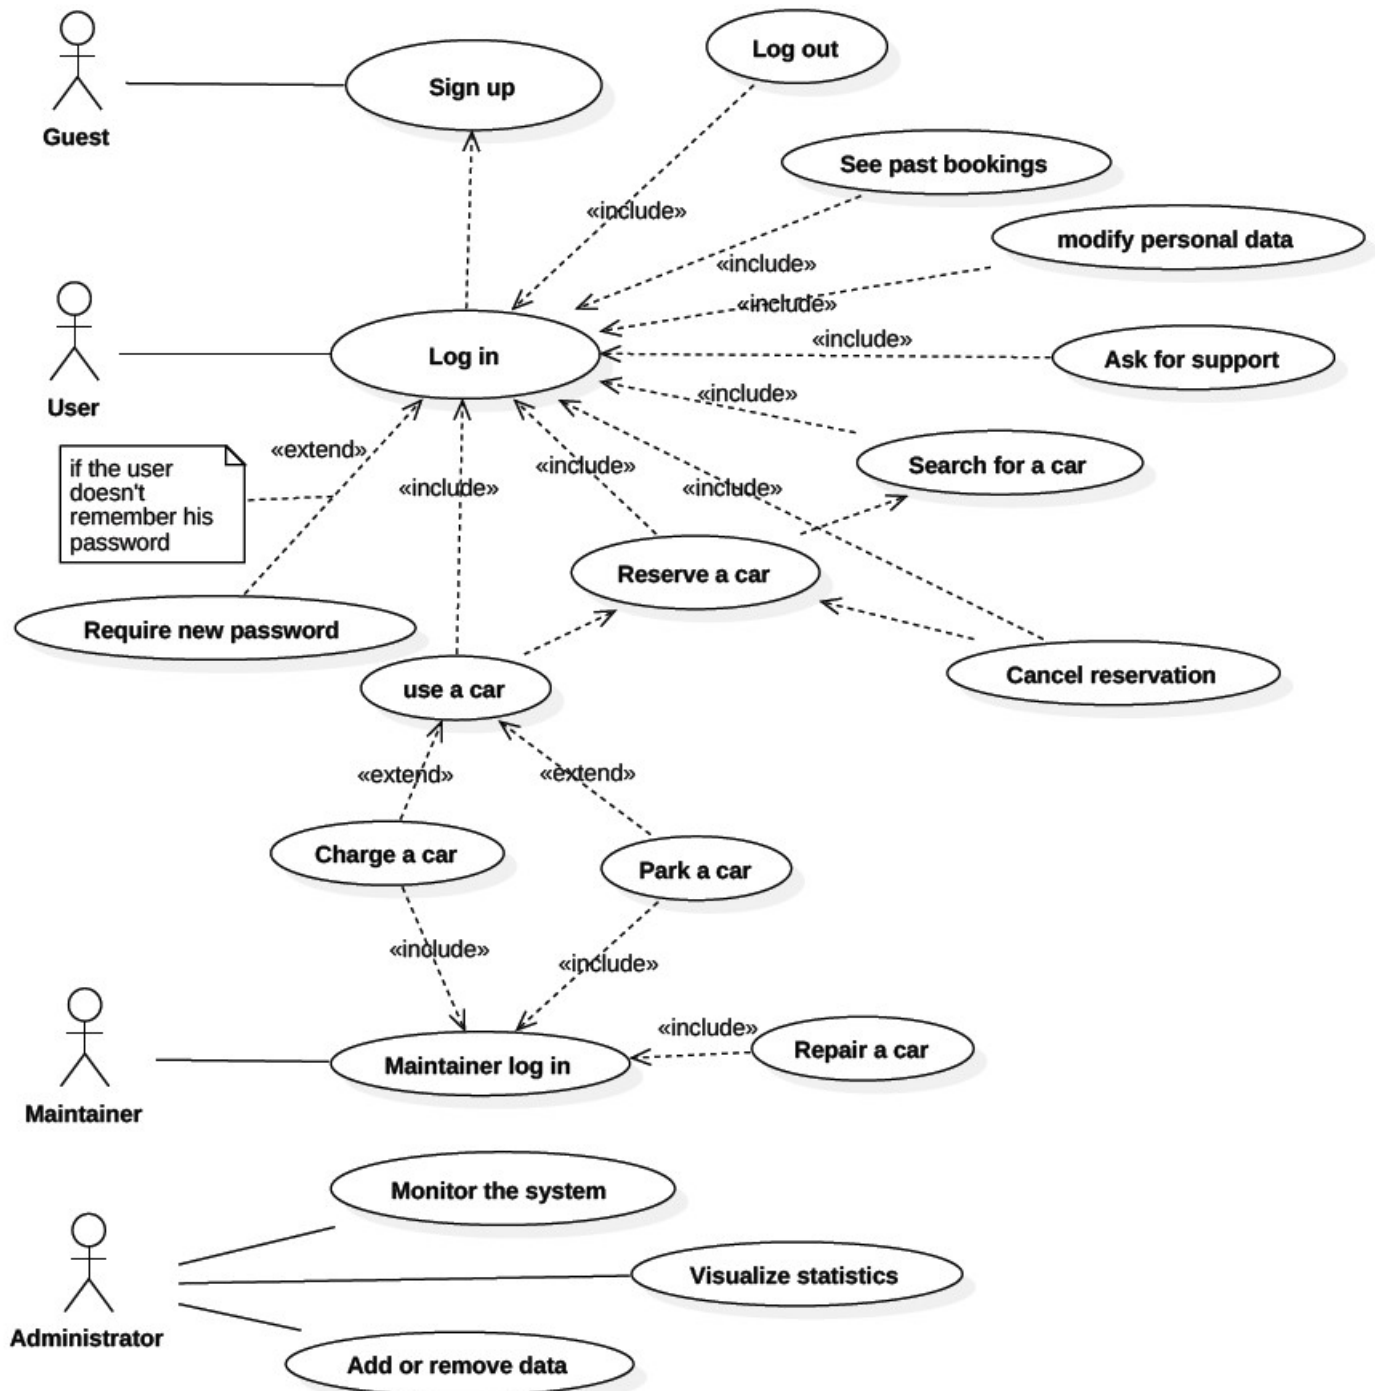 Log out
Sign up
Guest
See past bookings
«include»
modify personal data
«include»
«include»
User
Log in
«include»
Ask for support
«include»
«extend»
if the user
doesn't
remember his
password
«include»
«include»
«include»
Search for a car
Reserve a car
Require new password
use a car
Cancel reservation
«extend»
«extend»
Charge a car
Park a car
«include»
«include»
Maintainer
Maintainer log in
«include»
Repair a car
Monitor the system
Administrator
Visualize statistics
Add or remove data